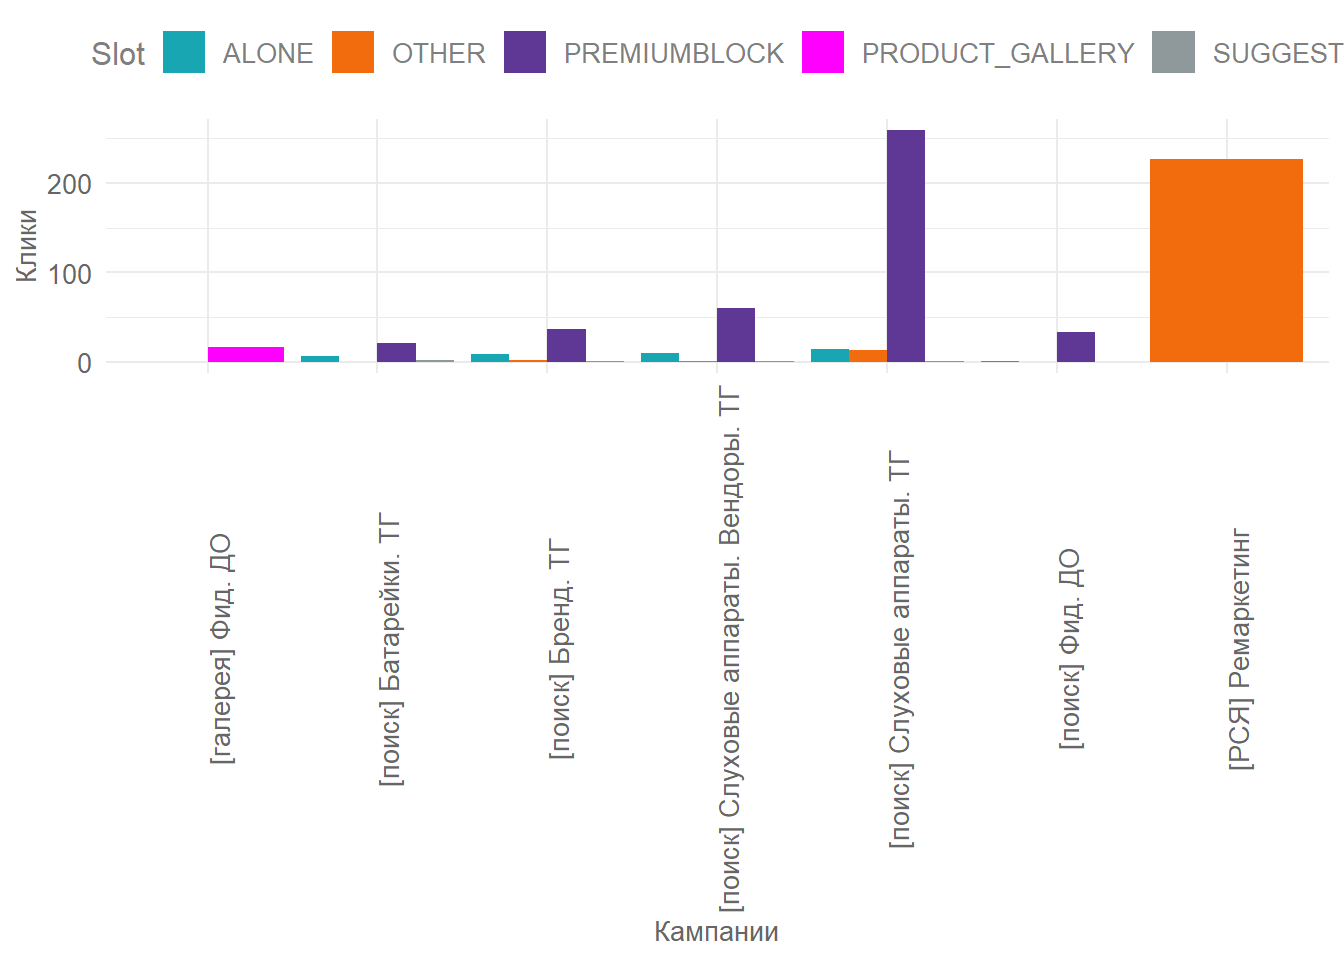 Slot ALONE OTHER PREMIUMBLOCK PRODUCT_GALLERY SUGGEST
Клики
200
100
0
[галерея] Фид. ДО
[поиск] Батарейки. ТГ
[поиск] Бренд. ТГ
[поиск] Слуховые аппараты. Вендоры. ТГ
[поиск] Слуховые аппараты. ТГ
[поиск] Фид. ДО
[РСЯ] Ремаркетинг
Кампании